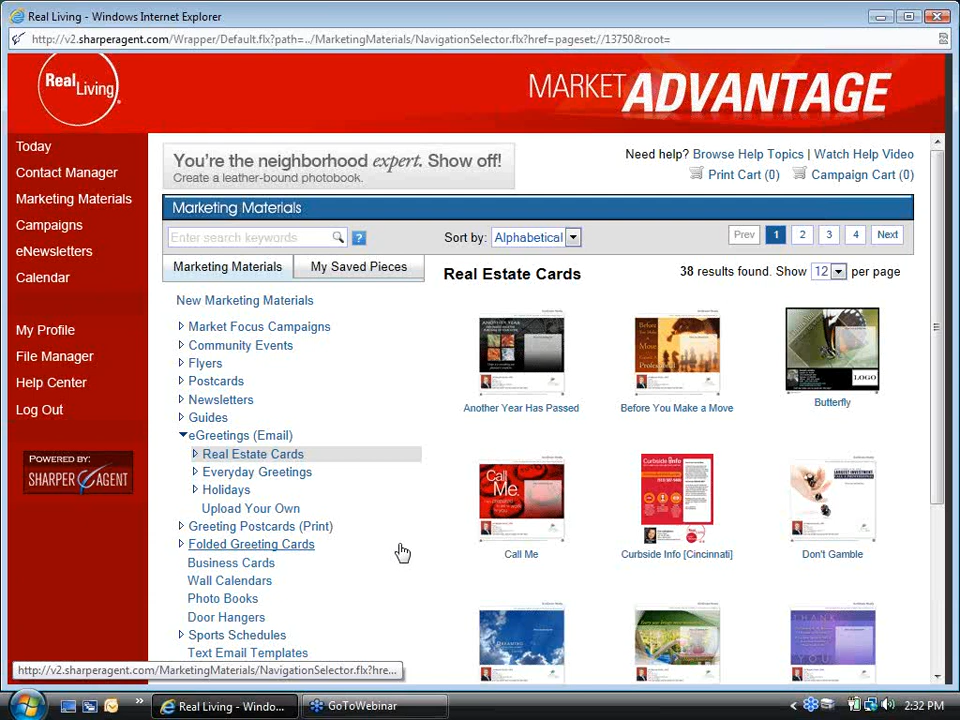 Real Living - Windows Internet Explorer
http://v2.sharperagent.com/Wrapper/Default.flx?path=../MarketingMaterials/NavigationSelector.flx?href=pageset://13750&root=
Real Living
MARKET ADVANTAGE
Today
Contact Manager
Marketing Materials
Campaigns
eNewsletters
Calendar
My Profile
File Manager
Help Center
Log Out
POWERED BY:
SHARPER AGENT
You're the neighborhood expert. Show off!
Create a leather-bound photobook.
Need help? Browse Help Topics | Watch Help Video
Print Cart (0) Campaign Cart (0)
Marketing Materials
Enter search keywords ? Sort by: Alphabetical Prev 1 2 3 4 Next
Marketing Materials My Saved Pieces
Real Estate Cards 38 results found. Show 12 per page
New Marketing Materials
Market Focus Campaigns
Community Events
Flyers
Postcards
Newsletters
Guides
eGreetings (Email)
Real Estate Cards
Everyday Greetings
Holidays
Upload Your Own
Greeting Postcards (Print)
Folded Greeting Cards
Business Cards
Wall Calendars
Photo Books
Door Hangers
Sports Schedules
Text Email Templates
ANOTHER YEAR
HAS PASSED
Another Year Has Passed
Before You Make a Move
LOGO
Butterfly
Call Me.
Call Me
Curbside Info
Curbside Info [Cincinnati]
Don't Gamble
http://v2.sharperagent.com/MarketingMaterials/NavigationSelector.flx?hre...
» Real Living - Windo... GoToWebinar 2:32 PM